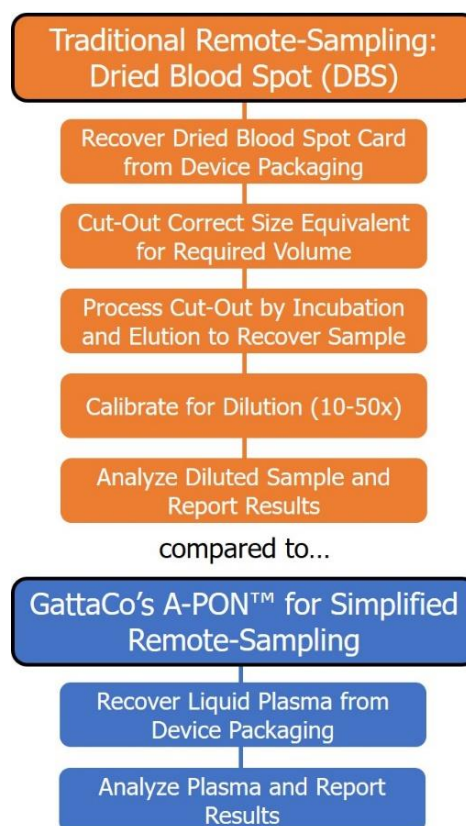 Traditional Remote-Sampling:
Dried Blood Spot (DBS)
Recover Dried Blood Spot Card
from Device Packaging
Cut-Out Correct Size Equivalent
for Required Volume
Process Cut-Out by Incubation
and Elution to Recover Sample
Calibrate for Dilution (10-50x)
Analyze Diluted Sample and
Report Results
compared to...
GattaCo's A-PON™ for Simplified
Remote-Sampling
Recover Liquid Plasma from
Device Packaging
Analyze Plasma and Report
Results